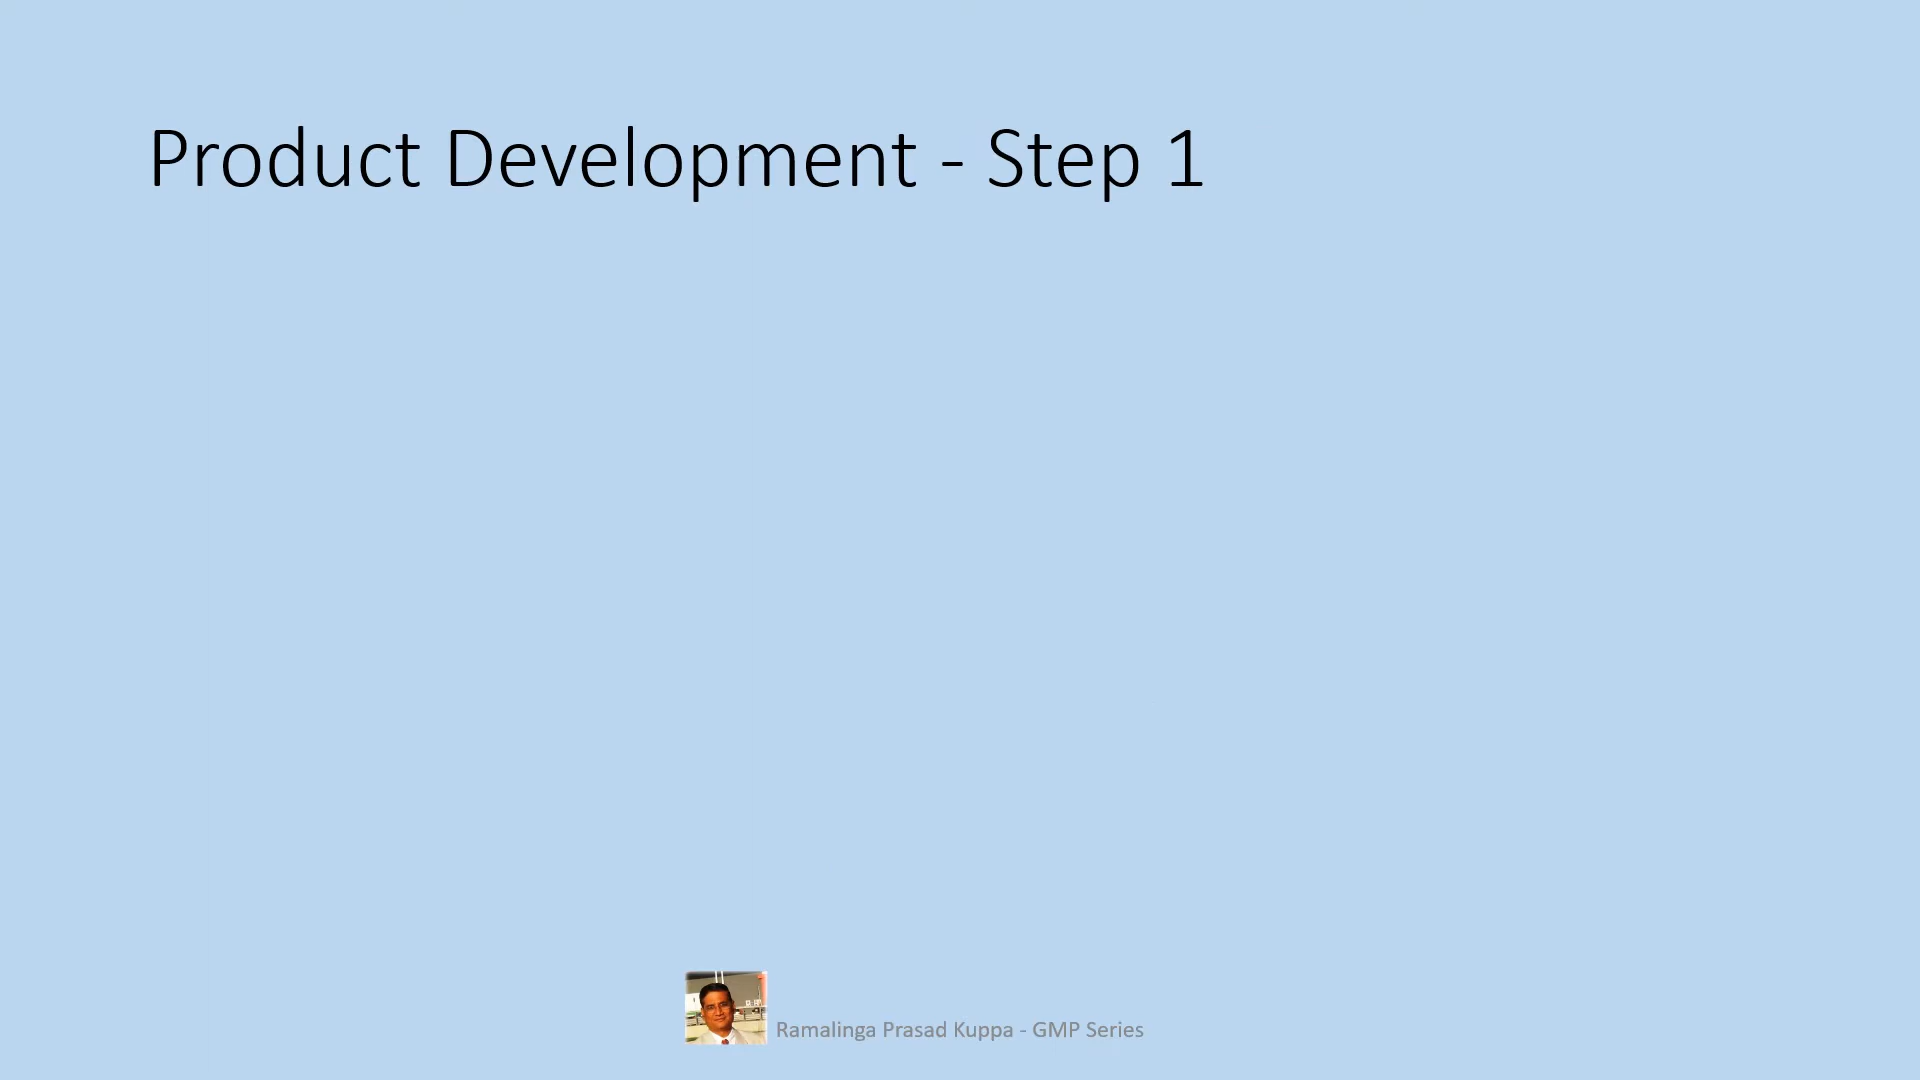 Product Development - Step 1
Ramalinga Prasad Kuppa - GMP Series